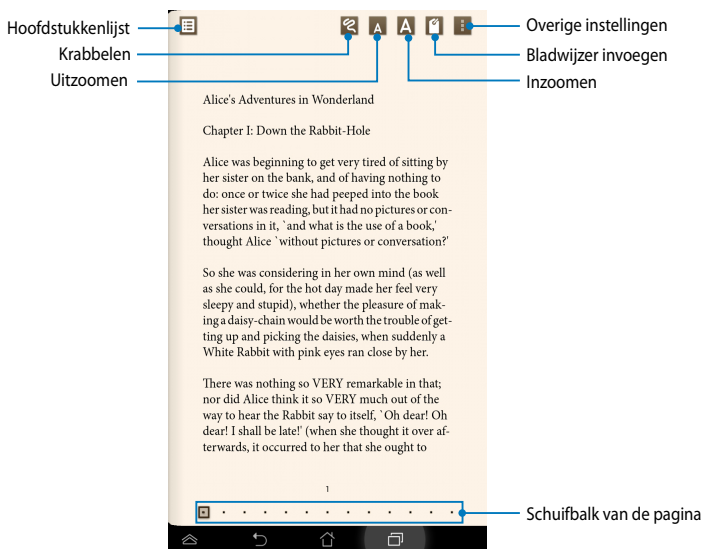 Hoofdstukkenlijst
Krabbelen
Uitzoomen
A A
Overige instellingen
Bladwijzer invoegen
Inzoomen
Alice's Adventures in Wonderland
Chapter I: Down the Rabbit-Hole
Alice was beginning to get very tired of sitting by
her sister on the bank, and of having nothing to
do: once or twice she had peeped into the book
her sister was reading, but it had no pictures or con-
versations in it, `and what is the use of a book,'
thought Alice `without pictures or conversation?'
So she was considering in her own mind (as well
as she could, for the hot day made her feel very
sleepy and stupid), whether the pleasure of mak-
ing a daisy-chain would be worth the trouble of get-
ting up and picking the daisies, when suddenly a
White Rabbit with pink eyes ran close by her.
There was nothing so VERY remarkable in that;
nor did Alice think it so VERY much out of the
way to hear the Rabbit say to itself, `Oh dear! Oh
dear! I shall be late!' (when she thought it over af-
terwards, it occurred to her that she ought to
1
Schuifbalk van de pagina